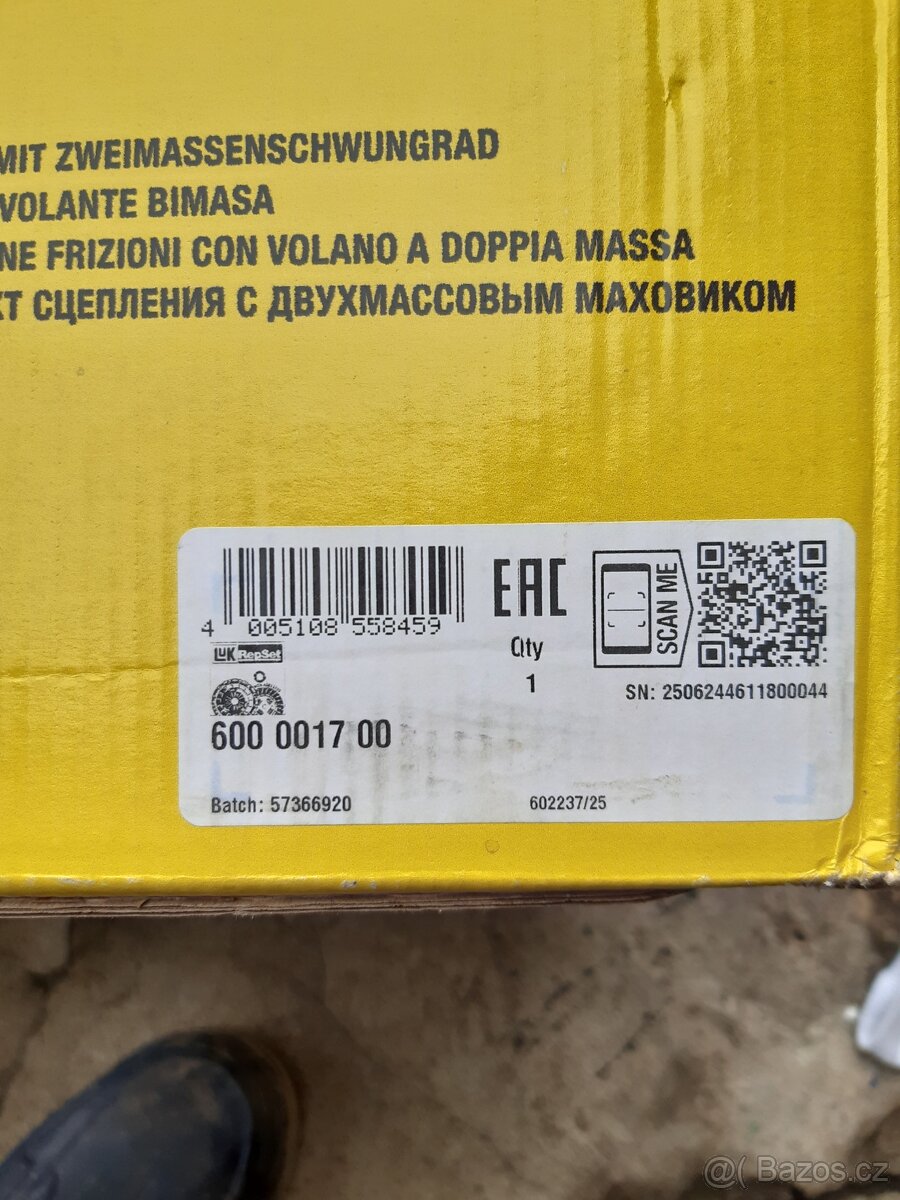 MIT ZWEIMASSENSCHWUNGRAD
VOLANTE BIMASA
NE FRIZIONI CON VOLANO A DOPPIA MASSA
КТ СЦЕПЛЕНИЯ С ДВУХМАССОВЫМ МАХОВИКОМ
4 005108 558459
EAC
SCAN ME
LUK RepSet
Qty
1
SN: 2506244611800044
600 0017 00
Batch: 57366920
602237/25
@( Bazos.cz